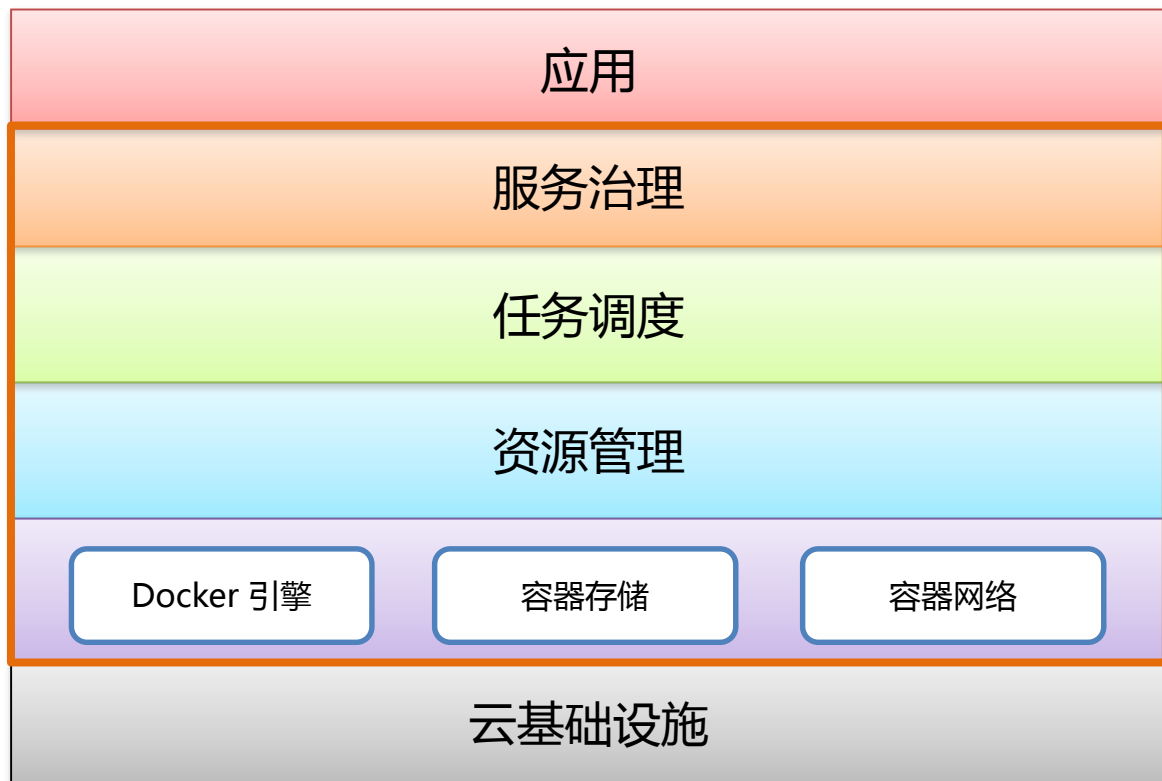 应用
服务治理
任务调度
资源管理
Docker 引擎
容器存储
容器网络
云基础设施